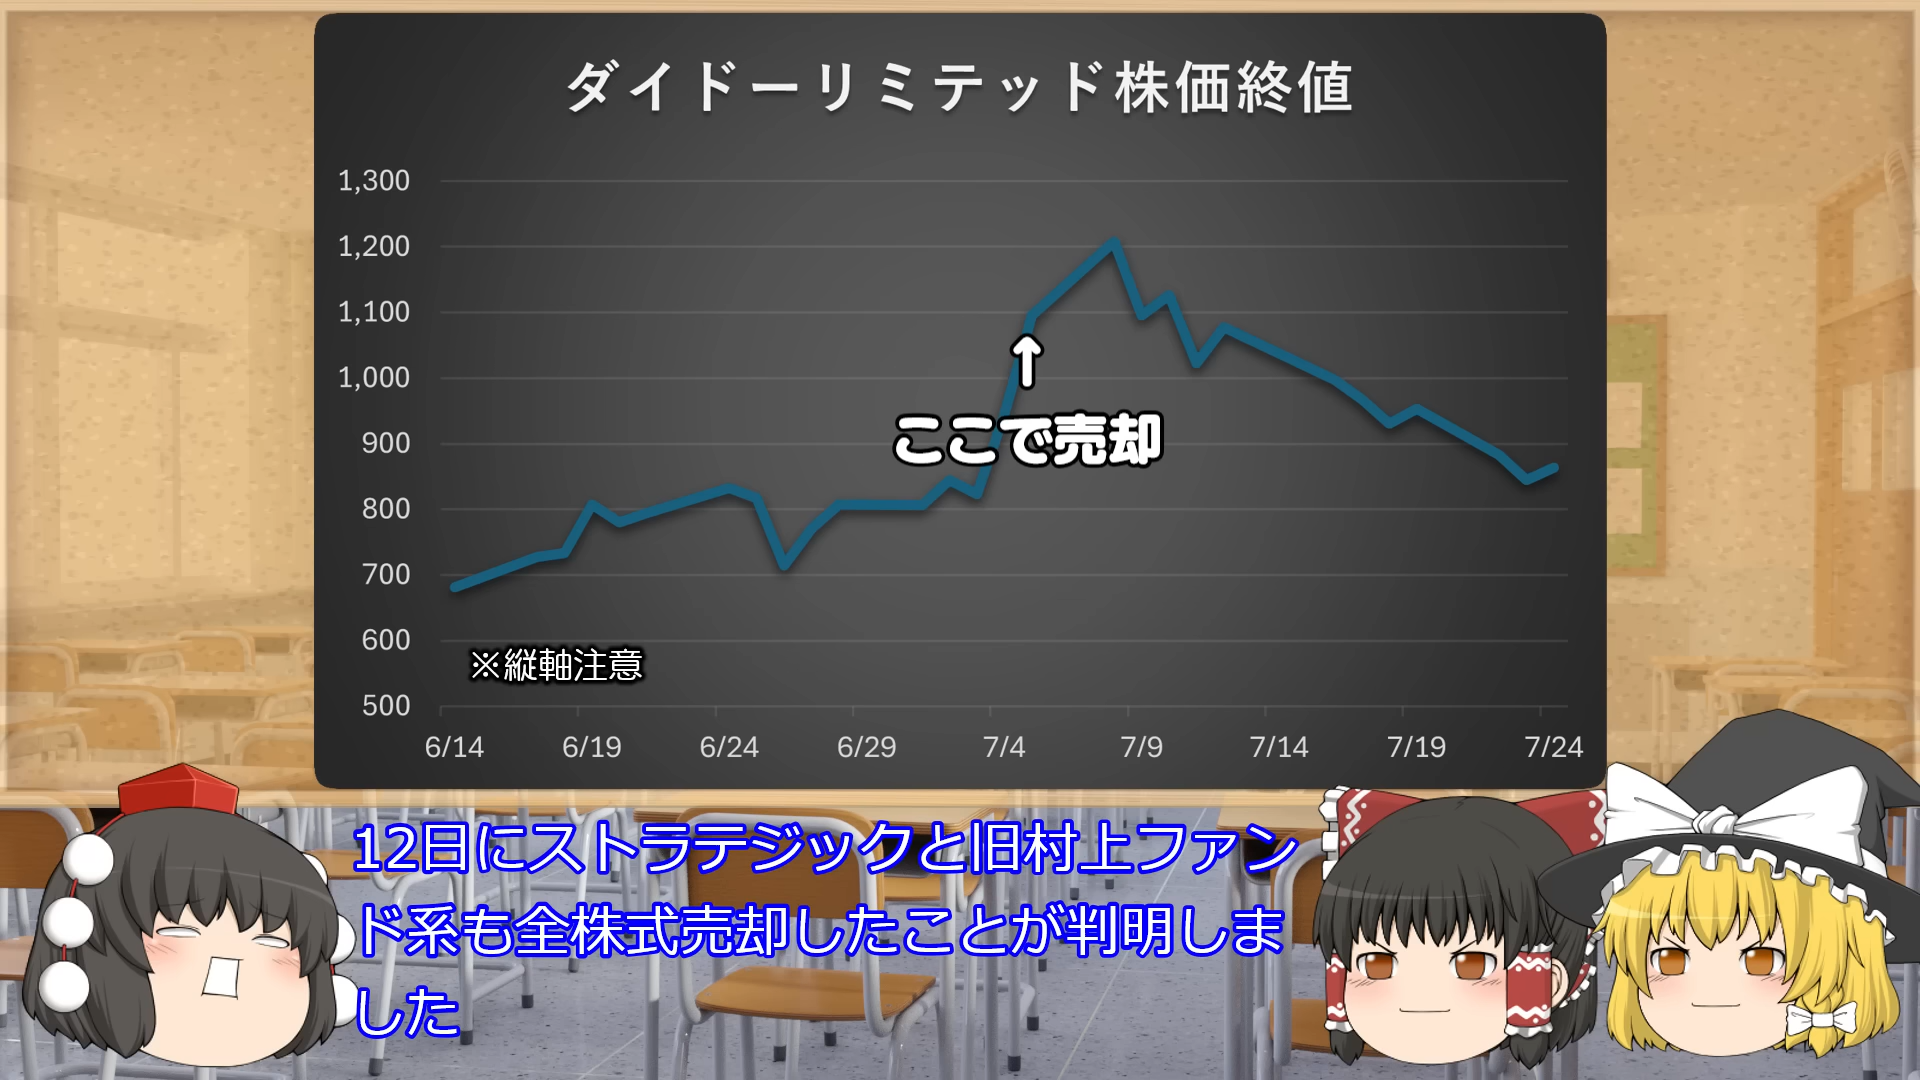 ダイドーリミテッド株価終値
1,300
1,200
1,100
1,000
900
800
700
600
500
↑
ここで売却
※縦軸注意
6/14 6/19 6/24 6/29 7/4 7/9 7/14 7/19 7/24
12日にストラテジックと旧村上ファン
ド系も全株式売却したことが判明しま
した